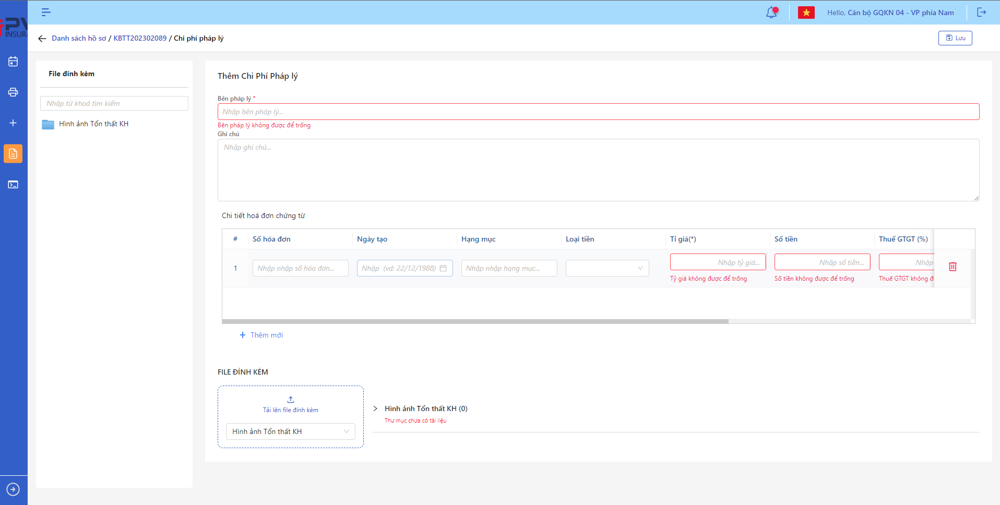 Hello, Cán bộ GQKN 04 - VP phía Nam
INSURA
Danh sách hồ sơ / KBTT202302089 / Chi phí pháp lý
Lưu
File đính kèm
Nhập từ khoá tìm kiếm
Hình ảnh Tổn thất KH
Thêm Chi Phí Pháp lý
Bên pháp lý *
Nhập bên pháp lý...
Bên pháp lý không được để trống
Ghi chú
Nhập ghi chú...
Chi tiết hoá đơn chứng từ
# Số hóa đơn Ngày tạo Hạng mục Loại tiền Tỉ giá(*) Số tiền Thuế GTGT (%)
1 Nhập nhập số hóa đơn... Nhập (vd: 22/12/1988) Nhập nhập hạng mục... Nhập tỷ giá... Nhập số tiền... Nhập
Tỷ giá không được để trống Số tiền không được để trống Thuế GTGT không
+ Thêm mới
FILE ĐÍNH KÈM
Tải lên file đính kèm
Hình ảnh Tổn thất KH
Hình ảnh Tổn thất KH (0)
Thư mục chưa có tài liệu